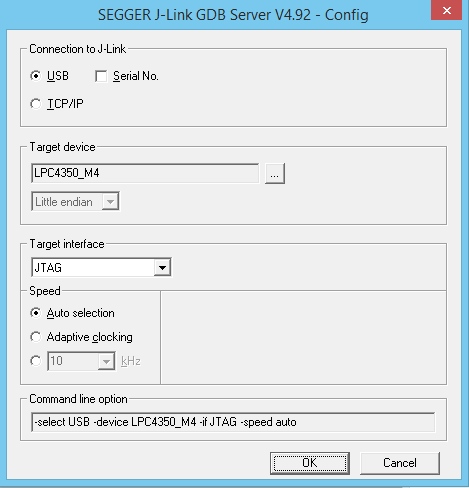 SEGGER J-Link GDB Server V4.92 - Config
Connection to J-Link
USB Serial No.
TCP/IP
Target device
LPC4350_M4 ...
Little endian
Target interface
JTAG
Speed
Auto selection
Adaptive clocking
10 kHz
Command line option
-select USB -device LPC4350_M4 -if JTAG -speed auto
OK Cancel